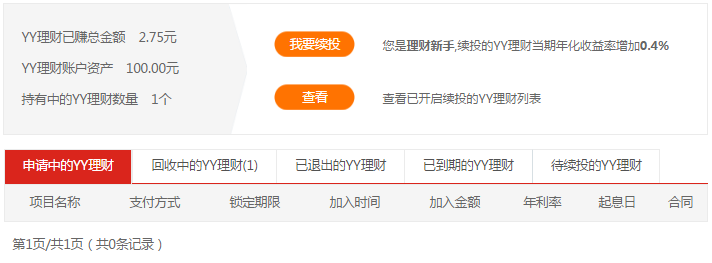 YY理财已赚总金额 2.75元
我要续投 您是理财新手,续投的YY理财当期年化收益率增加0.4%
YY理财账户资产 100.00元
持有中的YY理财数量 1个
查看 查看已开启续投的YY理财列表
申请中的YY理财 回收中的YY理财(1) 已退出的YY理财 已到期的YY理财 待续投的YY理财
项目名称 支付方式 锁定期限 加入时间 加入金额 年利率 起息日 合同
第1页/共1页（共0条记录）